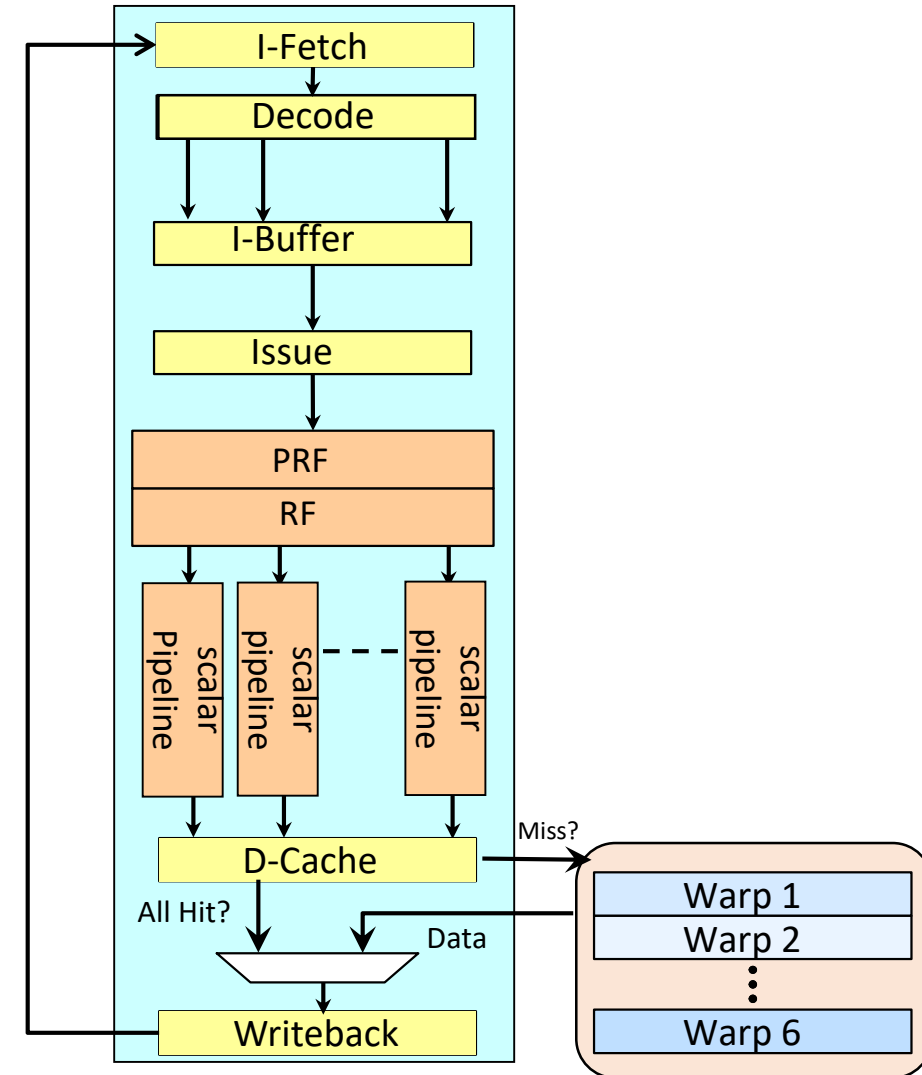 I-Fetch
Decode
I-Buffer
Issue
PRF
RF
scalar
Pipeline
scalar
pipeline
scalar
pipeline
D-Cache
Miss?
All Hit?
Data
Writeback
Warp 1
Warp 2
Warp 6